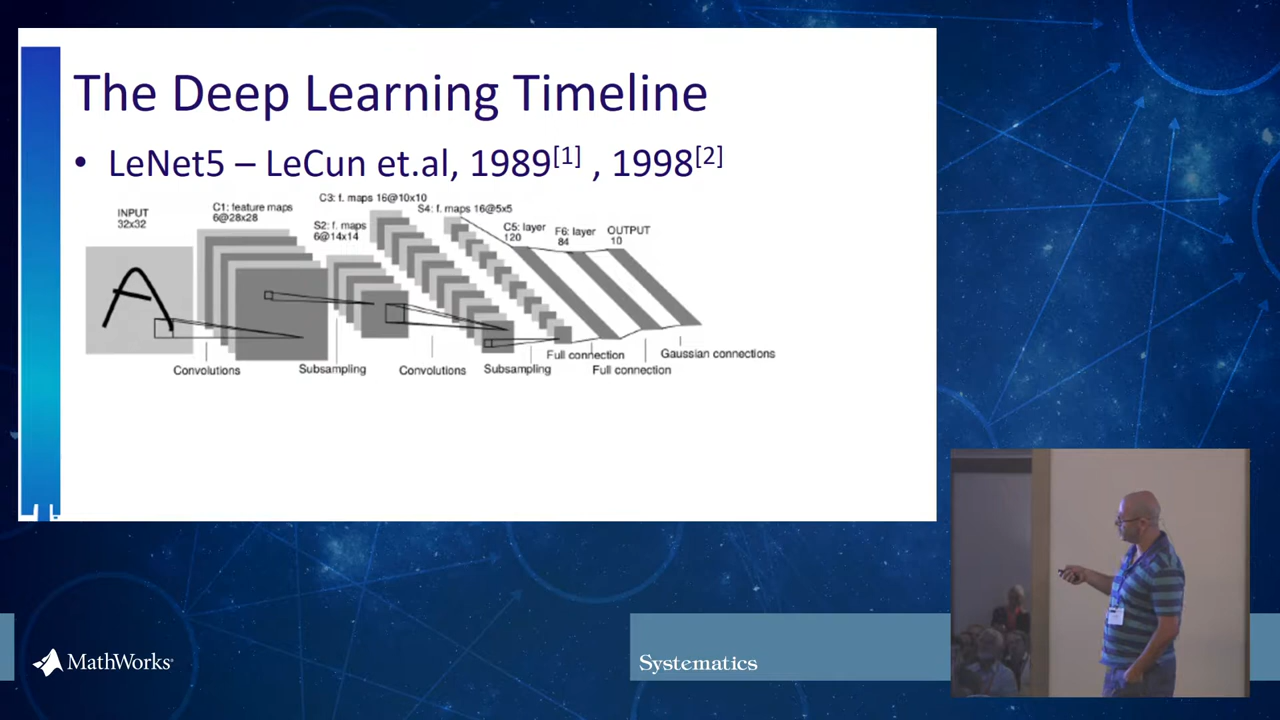 The Deep Learning Timeline
• LeNet5 – LeCun et.al, 1989[1] , 1998[2]
INPUT
32x32
C1: feature maps
6@28x28
S2: f. maps
6@14x14
C3: f. maps 16@10x10
S4: f. maps 16@5x5
C5: layer
120
F6: layer
84
OUTPUT
10
A
Convolutions
Subsampling
Convolutions
Subsampling
Full connection
Full connection
Gaussian connections
MathWorks®
Systematics